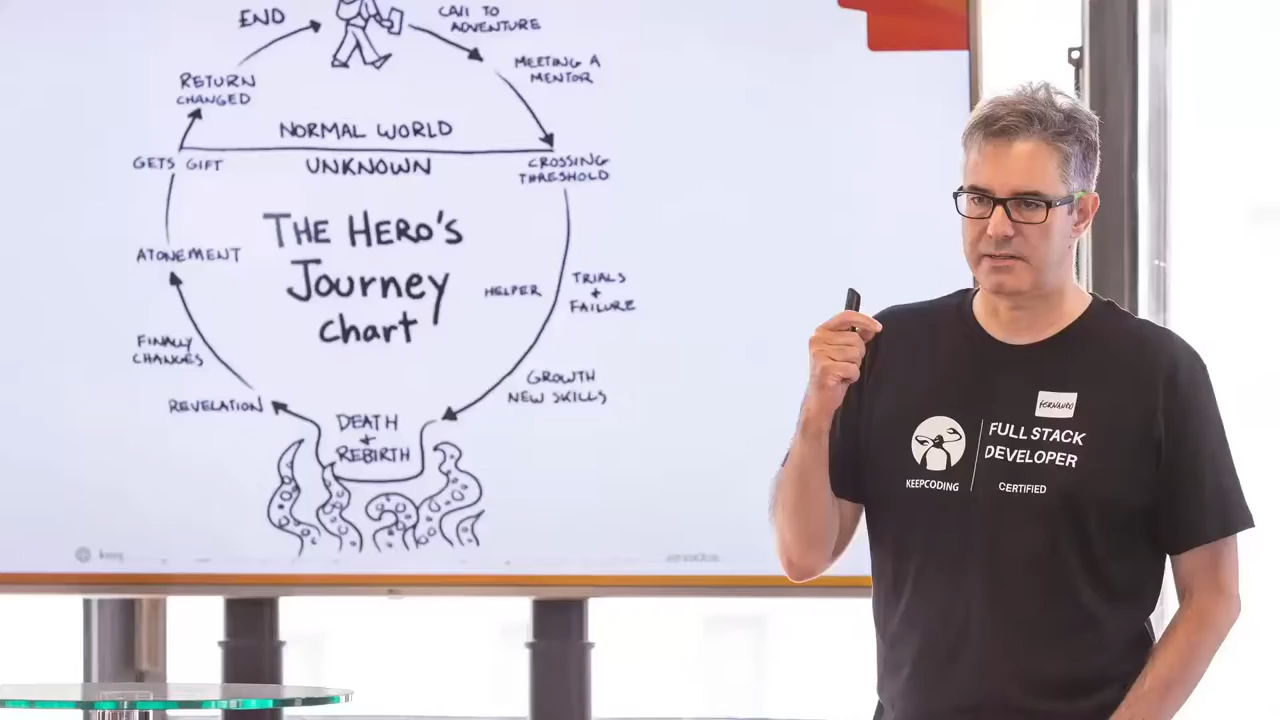 END
CALL TO
ADVENTURE
MEETING A
MENTOR
RETURN
CHANGED
NORMAL WORLD
UNKNOWN
GETS GIFT
CROSSING
THRESHOLD
THE HERO'S
JOURNEY
CHART
ATONEMENT
HELPER
TRIALS
+
FAILURE
FINALLY
CHANGES
GROWTH
NEW SKILLS
REVELATION
DEATH
+
REBIRTH
FERNANDO
FULL STACK
DEVELOPER
CERTIFIED
KEEPCODING